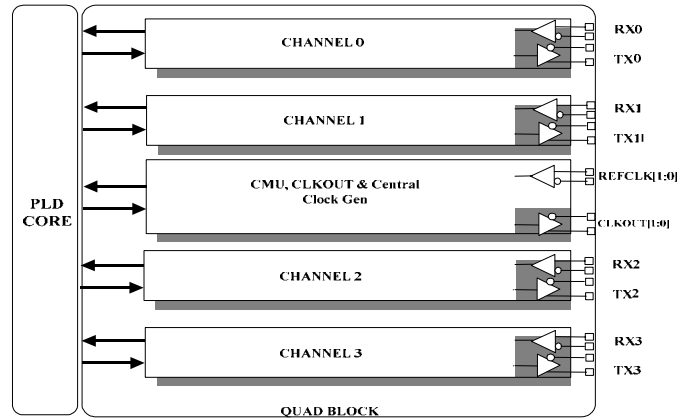 CHANNEL 0
RX0
TX0
CHANNEL 1
RX1
TX1|
PLD
CORE
CMU, CLKOUT & Central
Clock Gen
REFCLK[1:0]
CLKOUT[1:0]
CHANNEL 2
RX2
TX2
CHANNEL 3
RX3
TX3
QUAD BLOCK